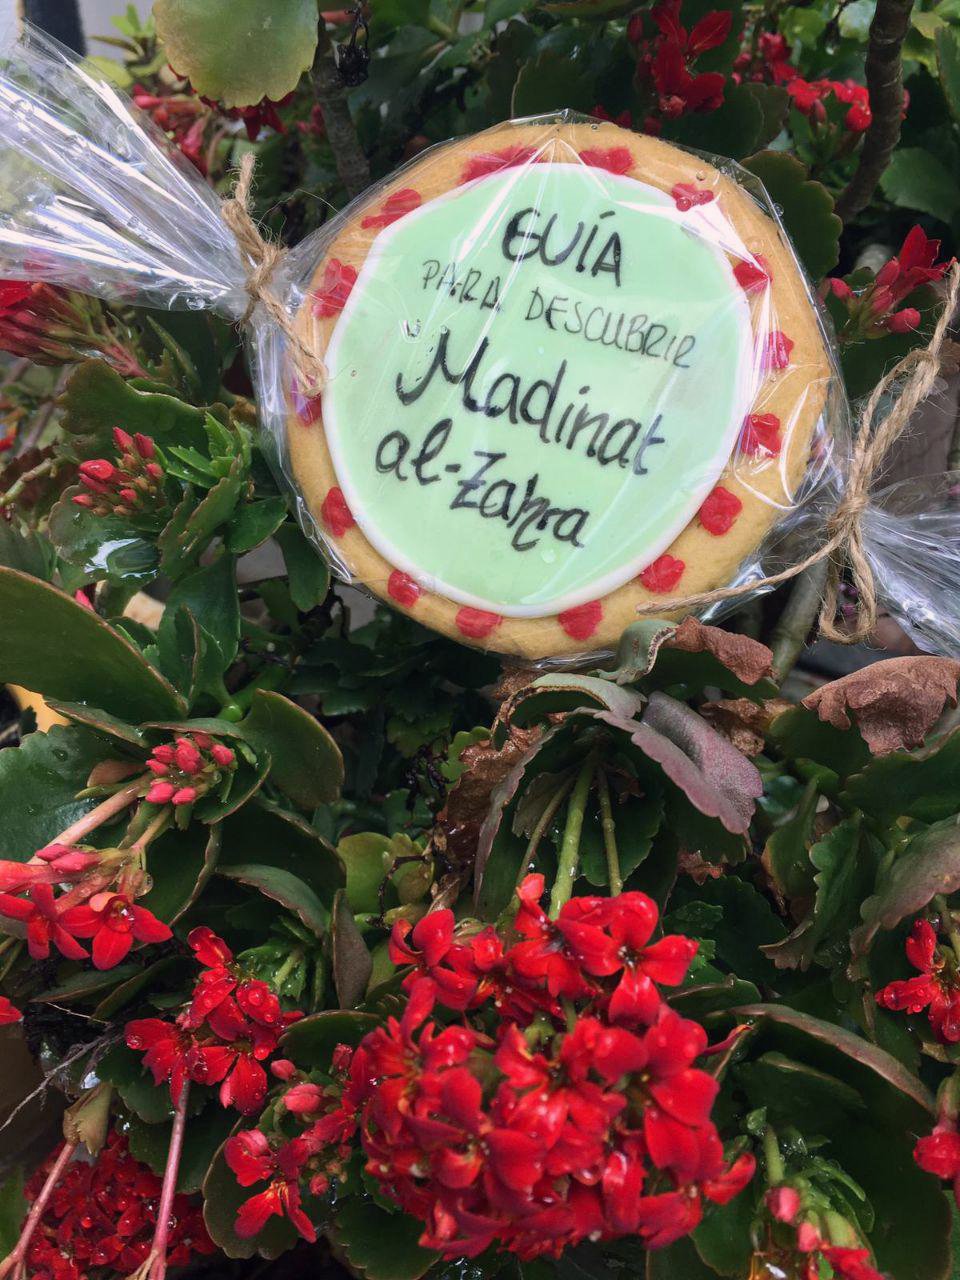 GUÍA
PARA DESCUBRIR
Madinat
al-Zahra